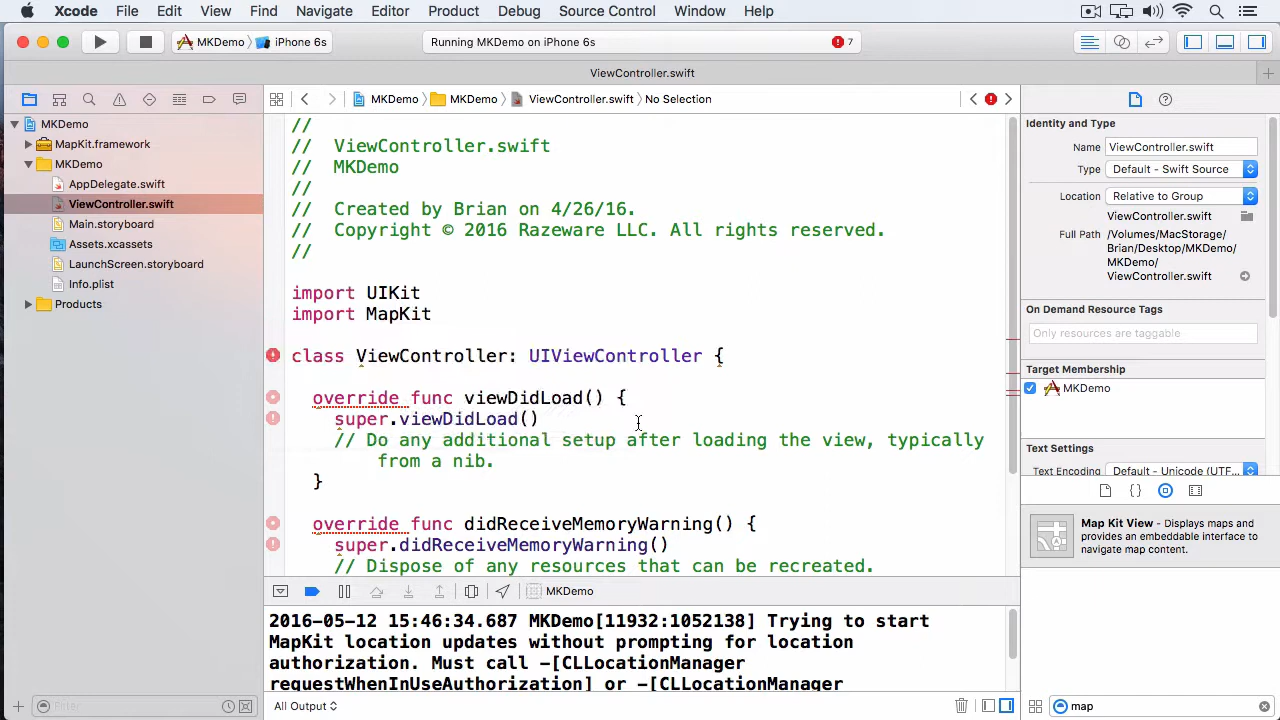 Xcode File Edit View Find Navigate Editor Product Debug Source Control Window Help
MKDemo iPhone 6s Running MKDemo on iPhone 6s 7
ViewController.swift
MKDemo MKDemo ViewController.swift No Selection
MKDemo
MapKit.framework
MKDemo
AppDelegate.swift
ViewController.swift
Main.storyboard
Assets.xcassets
LaunchScreen.storyboard
Info.plist
Products
Filter
//
// ViewController.swift
// MKDemo
//
// Created by Brian on 4/26/16.
// Copyright © 2016 Razeware LLC. All rights reserved.
//
import UIKit
import MapKit
class ViewController: UIViewController {
override func viewDidLoad() {
super.viewDidLoad()
// Do any additional setup after loading the view, typically
from a nib.
}
override func didReceiveMemoryWarning() {
super.didReceiveMemoryWarning()
// Dispose of any resources that can be recreated.
MKDemo
2016-05-12 15:46:34.687 MKDemo[11932:1052138] Trying to start
MapKit location updates without prompting for location
authorization. Must call -[CLLocationManager
requestWhenInUseAuthorization] or -[CLLocationManager
All Output
Identity and Type
Name ViewController.swift
Type Default - Swift Source
Location Relative to Group
ViewController.swift
Full Path /Volumes/MacStorage/
Brian/Desktop/MKDemo/
MKDemo/
ViewController.swift
On Demand Resource Tags
Only resources are taggable
Target Membership
MKDemo
Text Settings
Text Encoding Default - Unicode (UTF...
{}
Map Kit View - Displays maps and
provides an embeddable interface to
navigate map content.
map